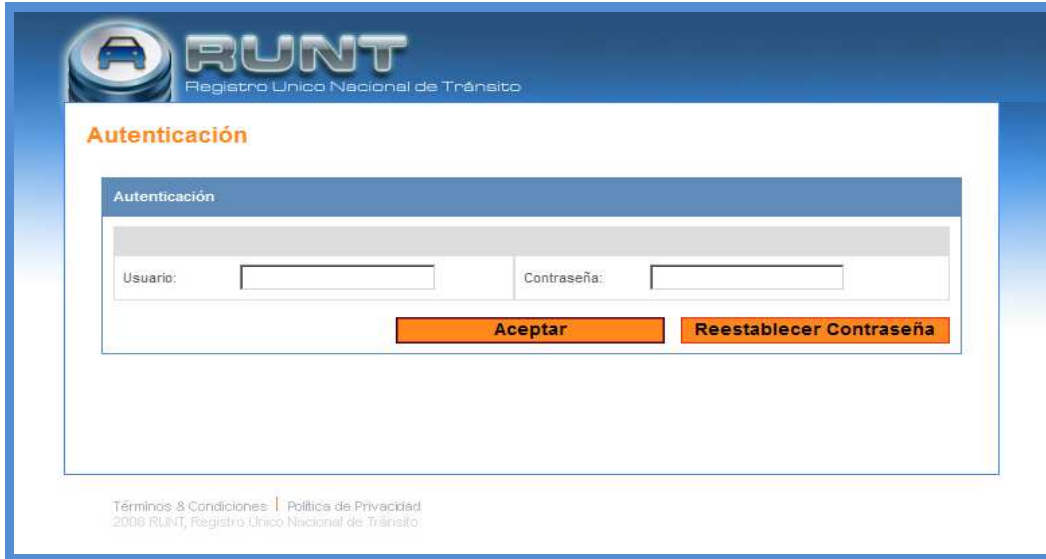 RUNT
Registro Unico Nacional de Tránsito
Autenticación
Autenticación
Usuario: Contraseña:
Aceptar Reestablecer Contraseña
Términos & Condiciones | Política de Privacidad
2008 RUNT, Registro Unico Nacional de Tránsito